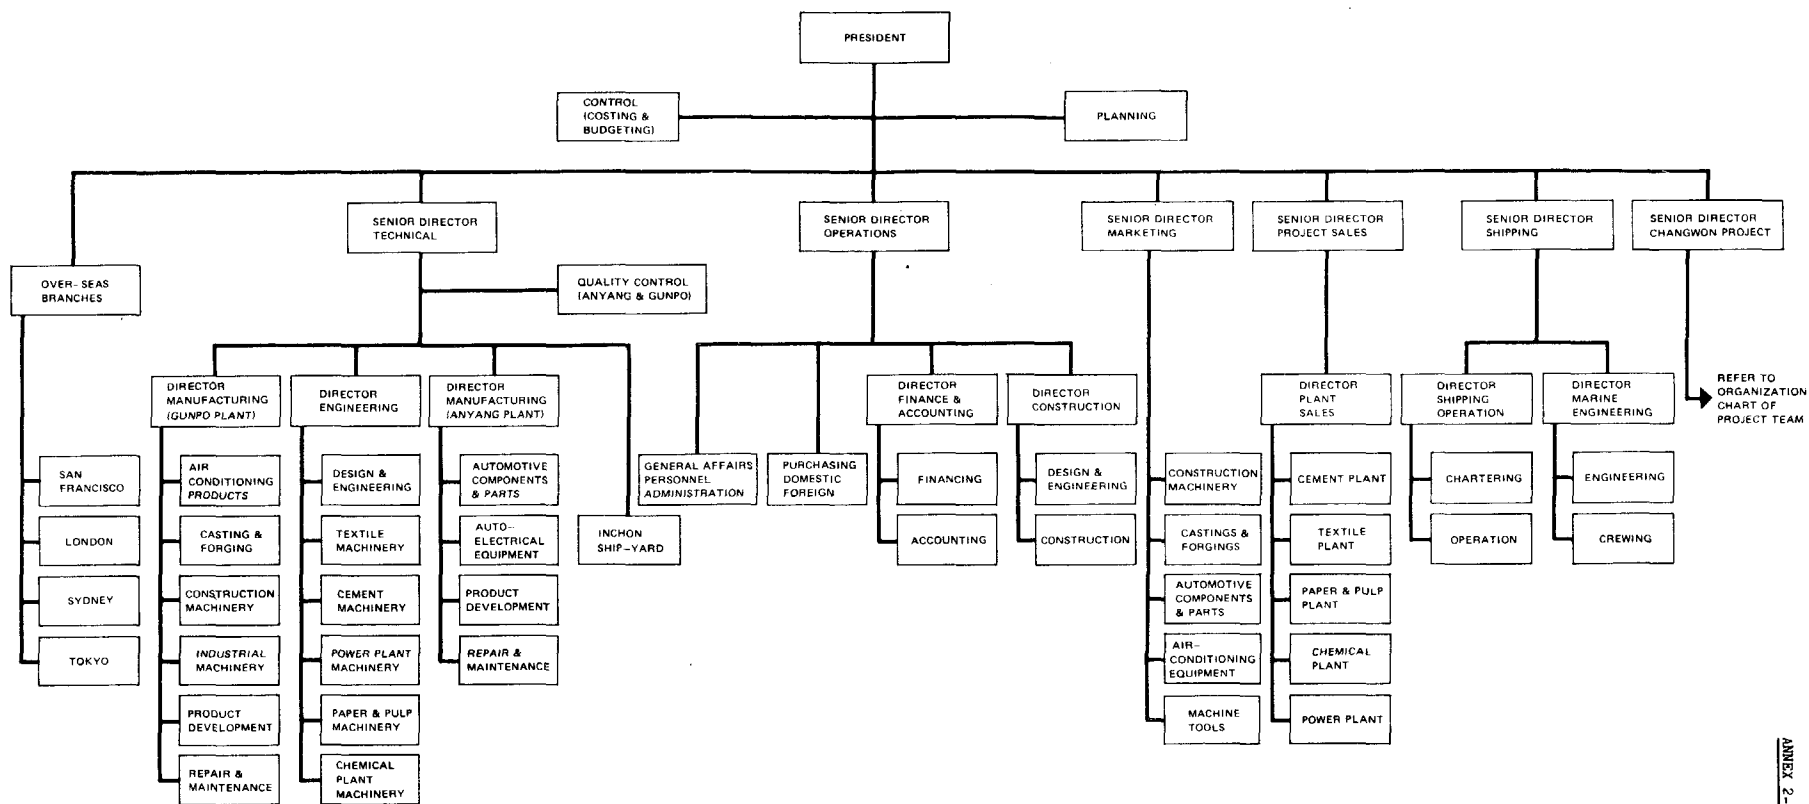 PRESIDENT
CONTROL
(COSTING &
BUDGETING)
PLANNING
SENIOR DIRECTOR
TECHNICAL
SENIOR DIRECTOR
OPERATIONS
SENIOR DIRECTOR
MARKETING
SENIOR DIRECTOR
PROJECT SALES
SENIOR DIRECTOR
SHIPPING
SENIOR DIRECTOR
CHANGWON PROJECT
OVER-SEAS
BRANCHES
QUALITY CONTROL
(ANYANG & GUNPO)
DIRECTOR
MANUFACTURING
(GUNPO PLANT)
DIRECTOR
ENGINEERING
DIRECTOR
MANUFACTURING
(ANYANG PLANT)
DIRECTOR
FINANCE &
ACCOUNTING
DIRECTOR
CONSTRUCTION
DIRECTOR
PLANT
SALES
DIRECTOR
SHIPPING
OPERATION
DIRECTOR
MARINE
ENGINEERING
REFER TO
ORGANIZATION
CHART OF
PROJECT TEAM
SAN
FRANCISCO
LONDON
SYDNEY
TOKYO
AIR
CONDITIONING
PRODUCTS
CASTING &
FORGING
CONSTRUCTION
MACHINERY
INDUSTRIAL
MACHINERY
PRODUCT
DEVELOPMENT
REPAIR &
MAINTENANCE
DESIGN &
ENGINEERING
TEXTILE
MACHINERY
CEMENT
MACHINERY
POWER PLANT
MACHINERY
PAPER & PULP
MACHINERY
CHEMICAL
PLANT
MACHINERY
AUTOMOTIVE
COMPONENTS
& PARTS
AUTO-
ELECTRICAL
EQUIPMENT
PRODUCT
DEVELOPMENT
REPAIR &
MAINTENANCE
INCHON
SHIP-YARD
GENERAL AFFAIRS
PERSONNEL
ADMINISTRATION
PURCHASING
DOMESTIC
FOREIGN
FINANCING
ACCOUNTING
DESIGN &
ENGINEERING
CONSTRUCTION
CONSTRUCTION
MACHINERY
CASTINGS &
FORGINGS
AUTOMOTIVE
COMPONENTS
& PARTS
AIR-
CONDITIONING
EQUIPMENT
MACHINE
TOOLS
CEMENT PLANT
TEXTILE
PLANT
PAPER & PULP
PLANT
CHEMICAL
PLANT
POWER PLANT
CHARTERING
OPERATION
ENGINEERING
CREWING
ANNEX 2-